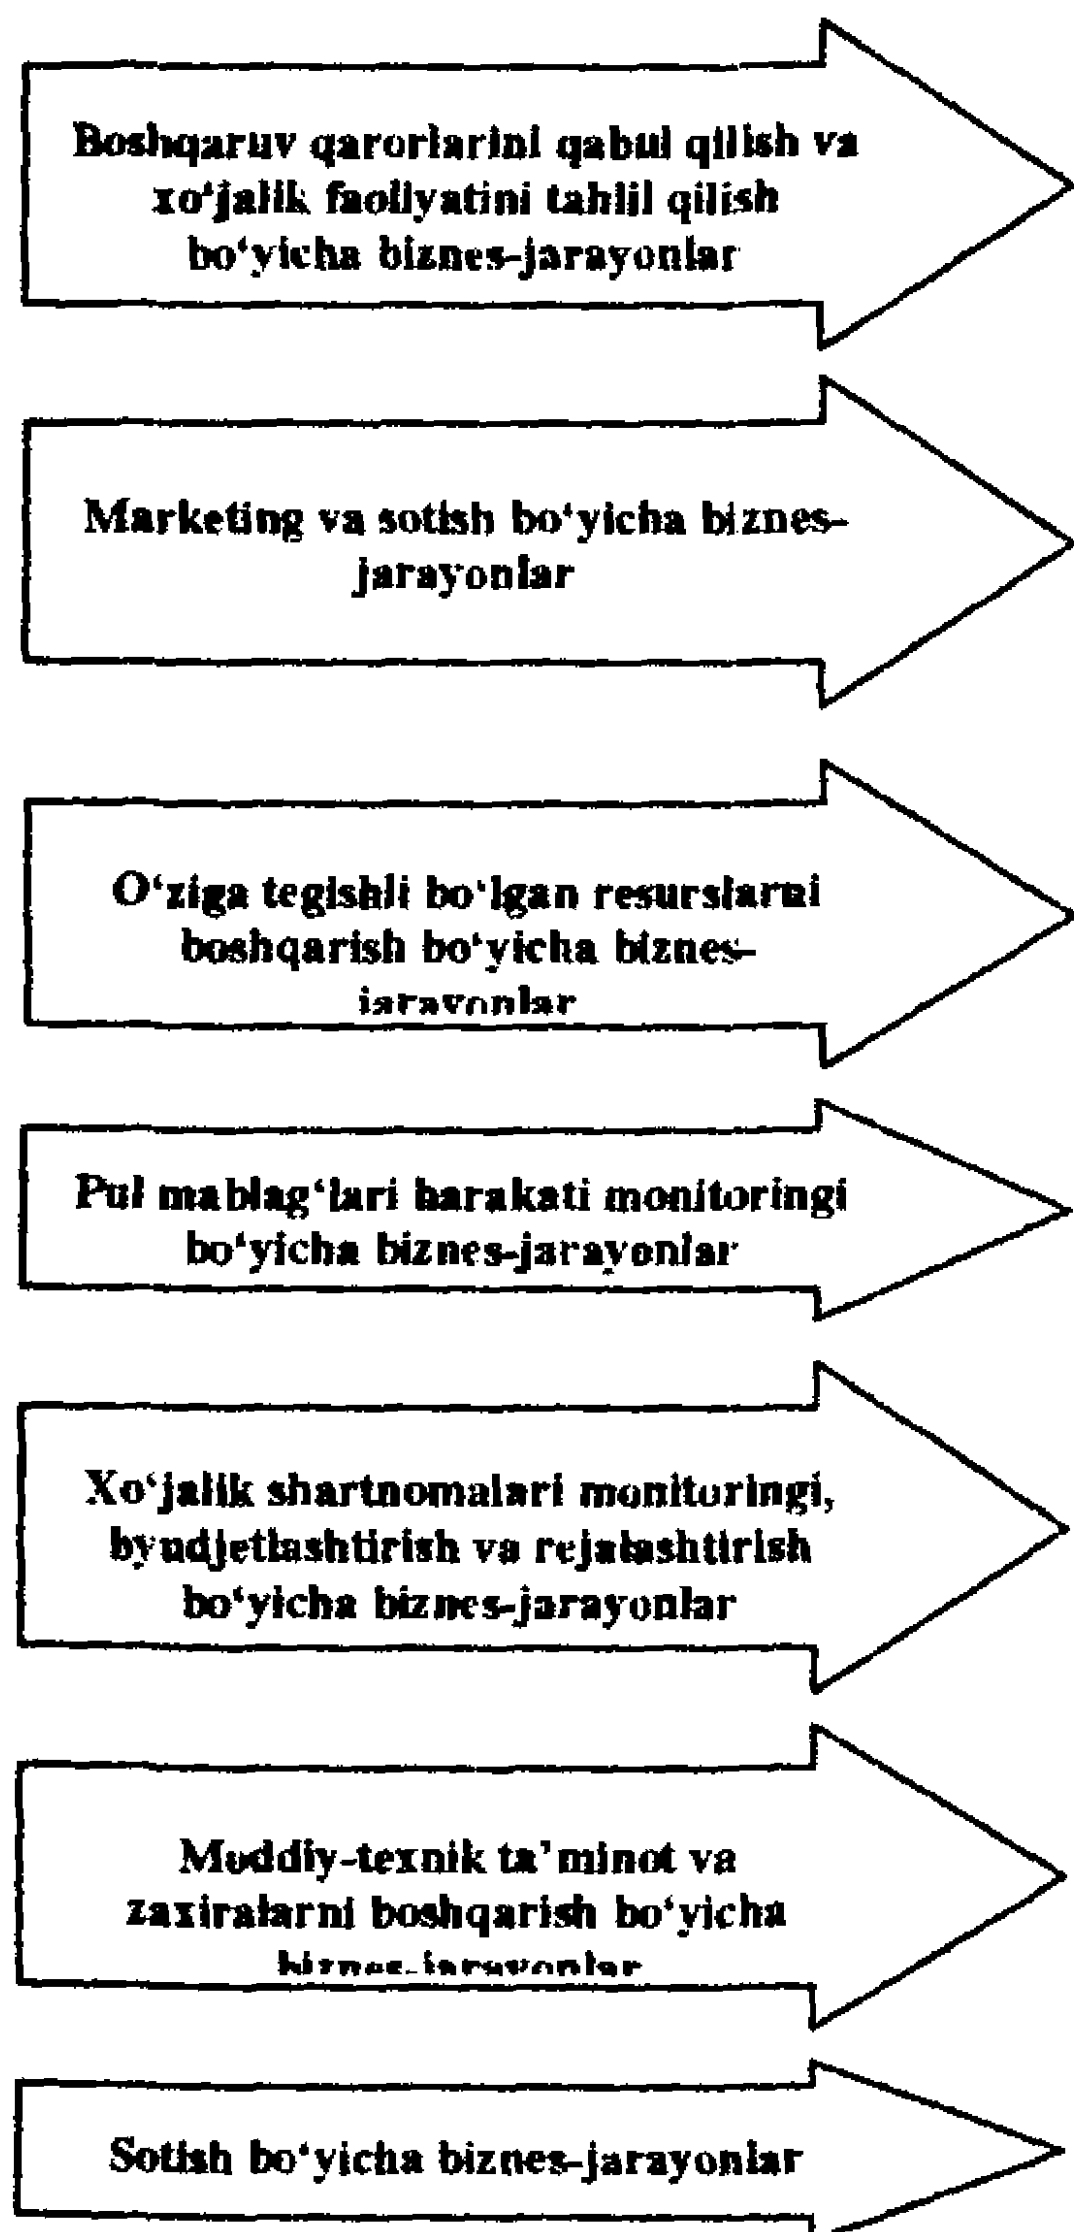 Boshqaruv qarorlarini qabul qilish va
xo‘jalik faoliyatini tahlil qilish
bo‘yicha biznes-jarayonlar
Marketing va sotish bo‘yicha biznes-
jarayonlar
O‘ziga tegishli bo‘lgan resurslarni
boshqarish bo‘yicha biznes-
jarayonlar
Pul mablag‘lari harakati monitoringi
bo‘yicha biznes-jarayonlar
Xo‘jalik shartnomalari monitoringi,
byudjetlashtirish va rejalashtirish
bo‘yicha biznes-jarayonlar
Moddiy-texnik ta’minot va
zaxiralarni boshqarish bo‘yicha
biznes-jarayonlar
Sotish bo‘yicha biznes-jarayonlar